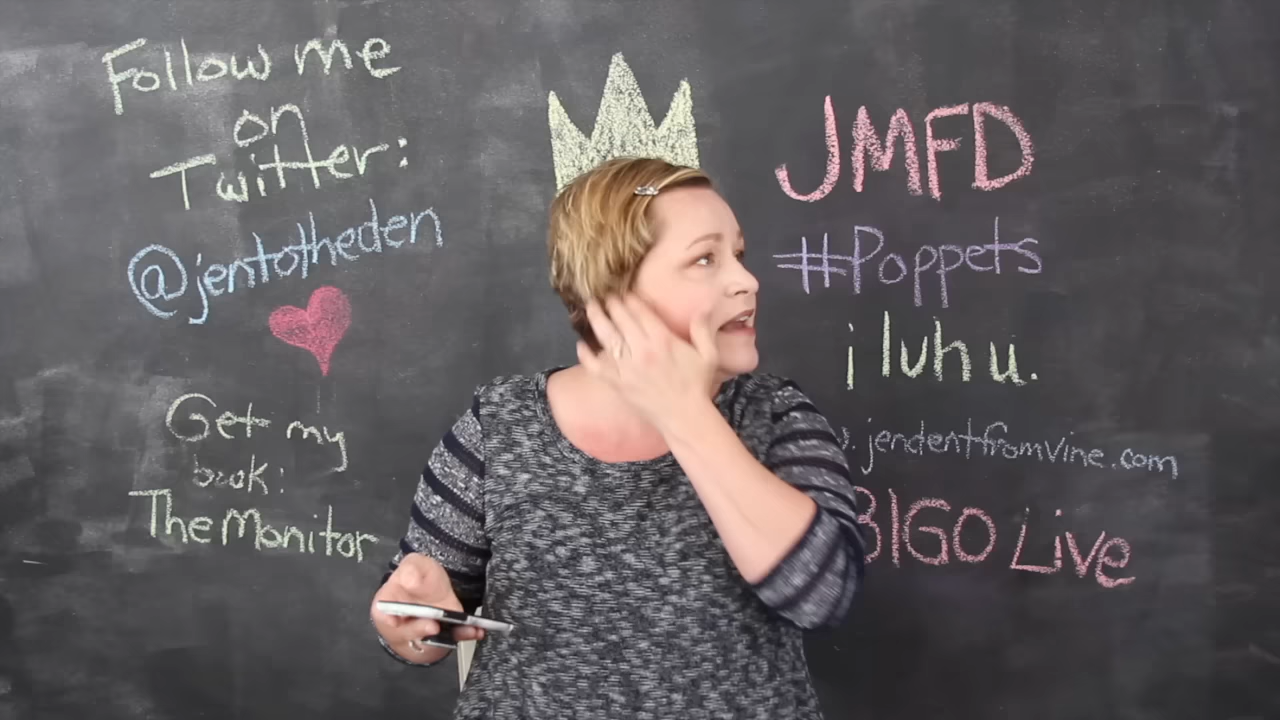 Follow me
on
Twitter:
@jentotheden
Get my
book:
The Monitor
JMFD
#Poppets
i luh u.
.jendentfromvine.com
BIGO Live